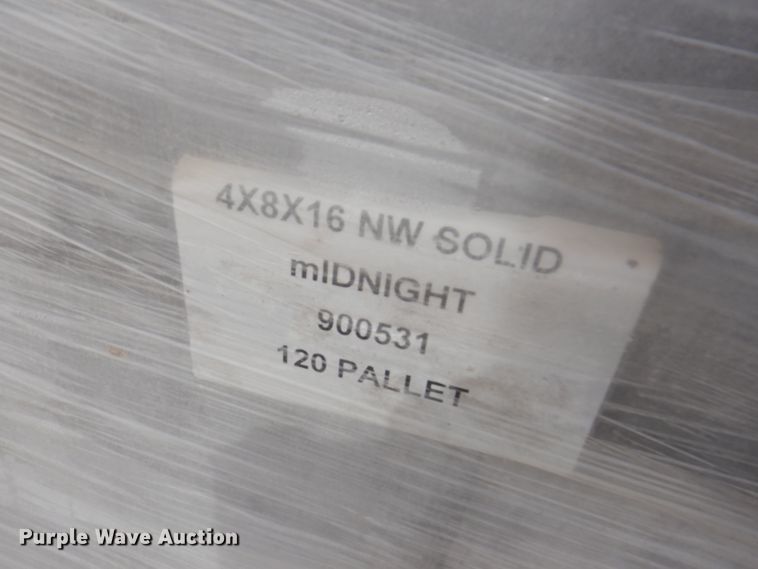 4X8X16 NW SOLID
mIDNIGHT
900531
120 PALLET
Purple Wave Auction